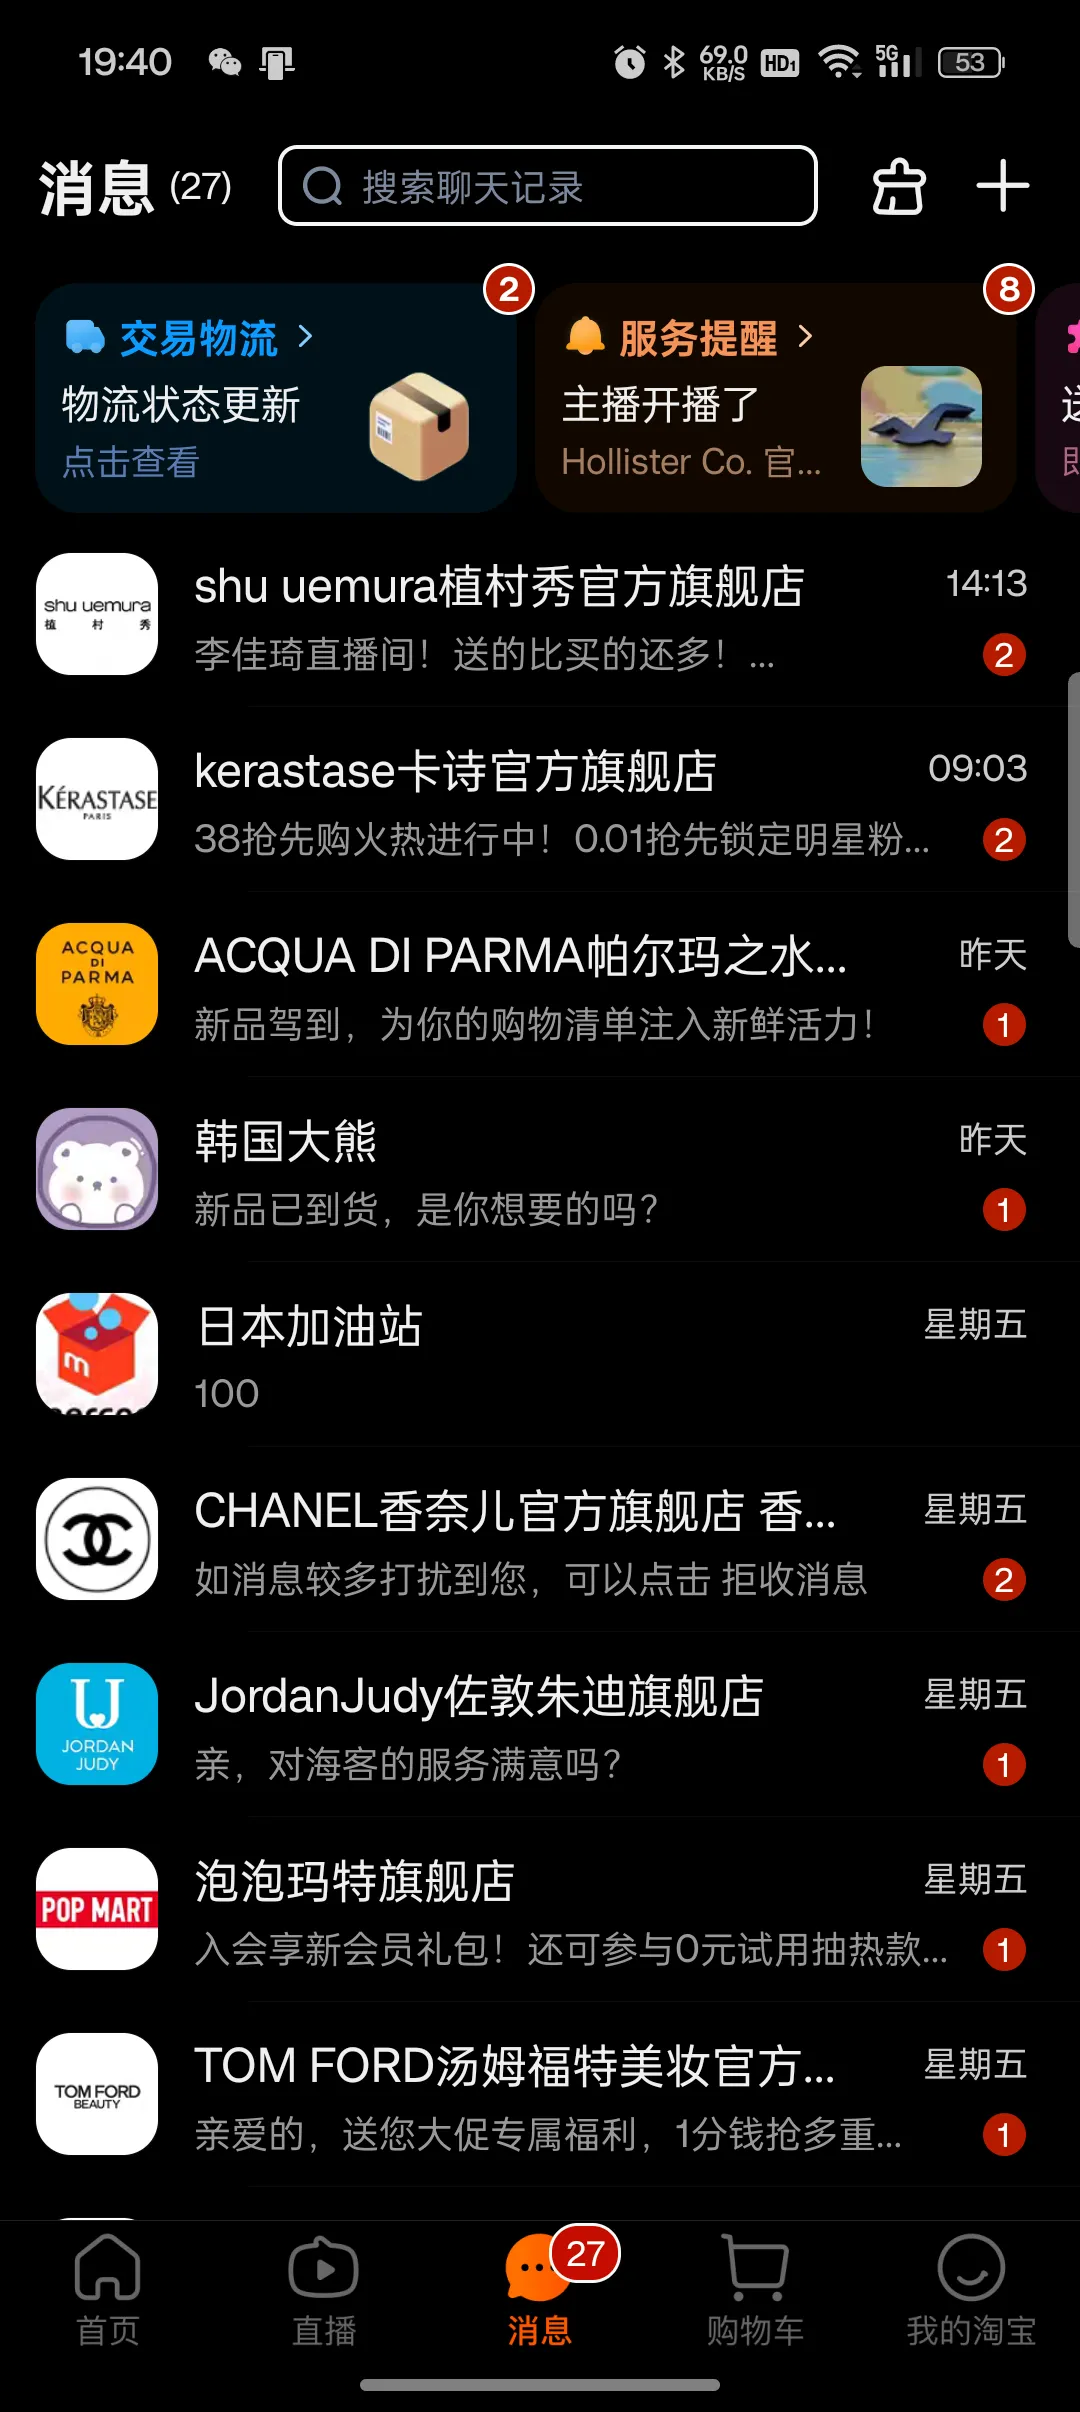 19:40
69.0 KB/S
HD1
5G
53
消息 (27)
搜索聊天记录
2
8
交易物流
物流状态更新
点击查看
服务提醒
主播开播了
Hollister Co. 官...
shu uemura
植 村 秀
shu uemura植村秀官方旗舰店
14:13
李佳琦直播间！送的比买的还多！...
2
KÉRASTASE
PARIS
kerastase卡诗官方旗舰店
09:03
38抢先购火热进行中！0.01抢先锁定明星粉...
2
ACQUA
DI
PARMA
ACQUA DI PARMA帕尔玛之水...
昨天
新品驾到，为你的购物清单注入新鲜活力！
1
韩国大熊
昨天
新品已到货，是你想要的吗？
1
m
日本加油站
星期五
100
CHANEL香奈儿官方旗舰店 香...
星期五
如消息较多打扰到您，可以点击 拒收消息
2
JORDAN
JUDY
JordanJudy佐敦朱迪旗舰店
星期五
亲，对海客的服务满意吗？
1
POP MART
泡泡玛特旗舰店
星期五
入会享新会员礼包！还可参与0元试用抽热款...
1
TOM FORD
BEAUTY
TOM FORD汤姆福特美妆官方...
星期五
亲爱的，送您大促专属福利，1分钱抢多重...
1
27
首页
直播
消息
购物车
我的淘宝